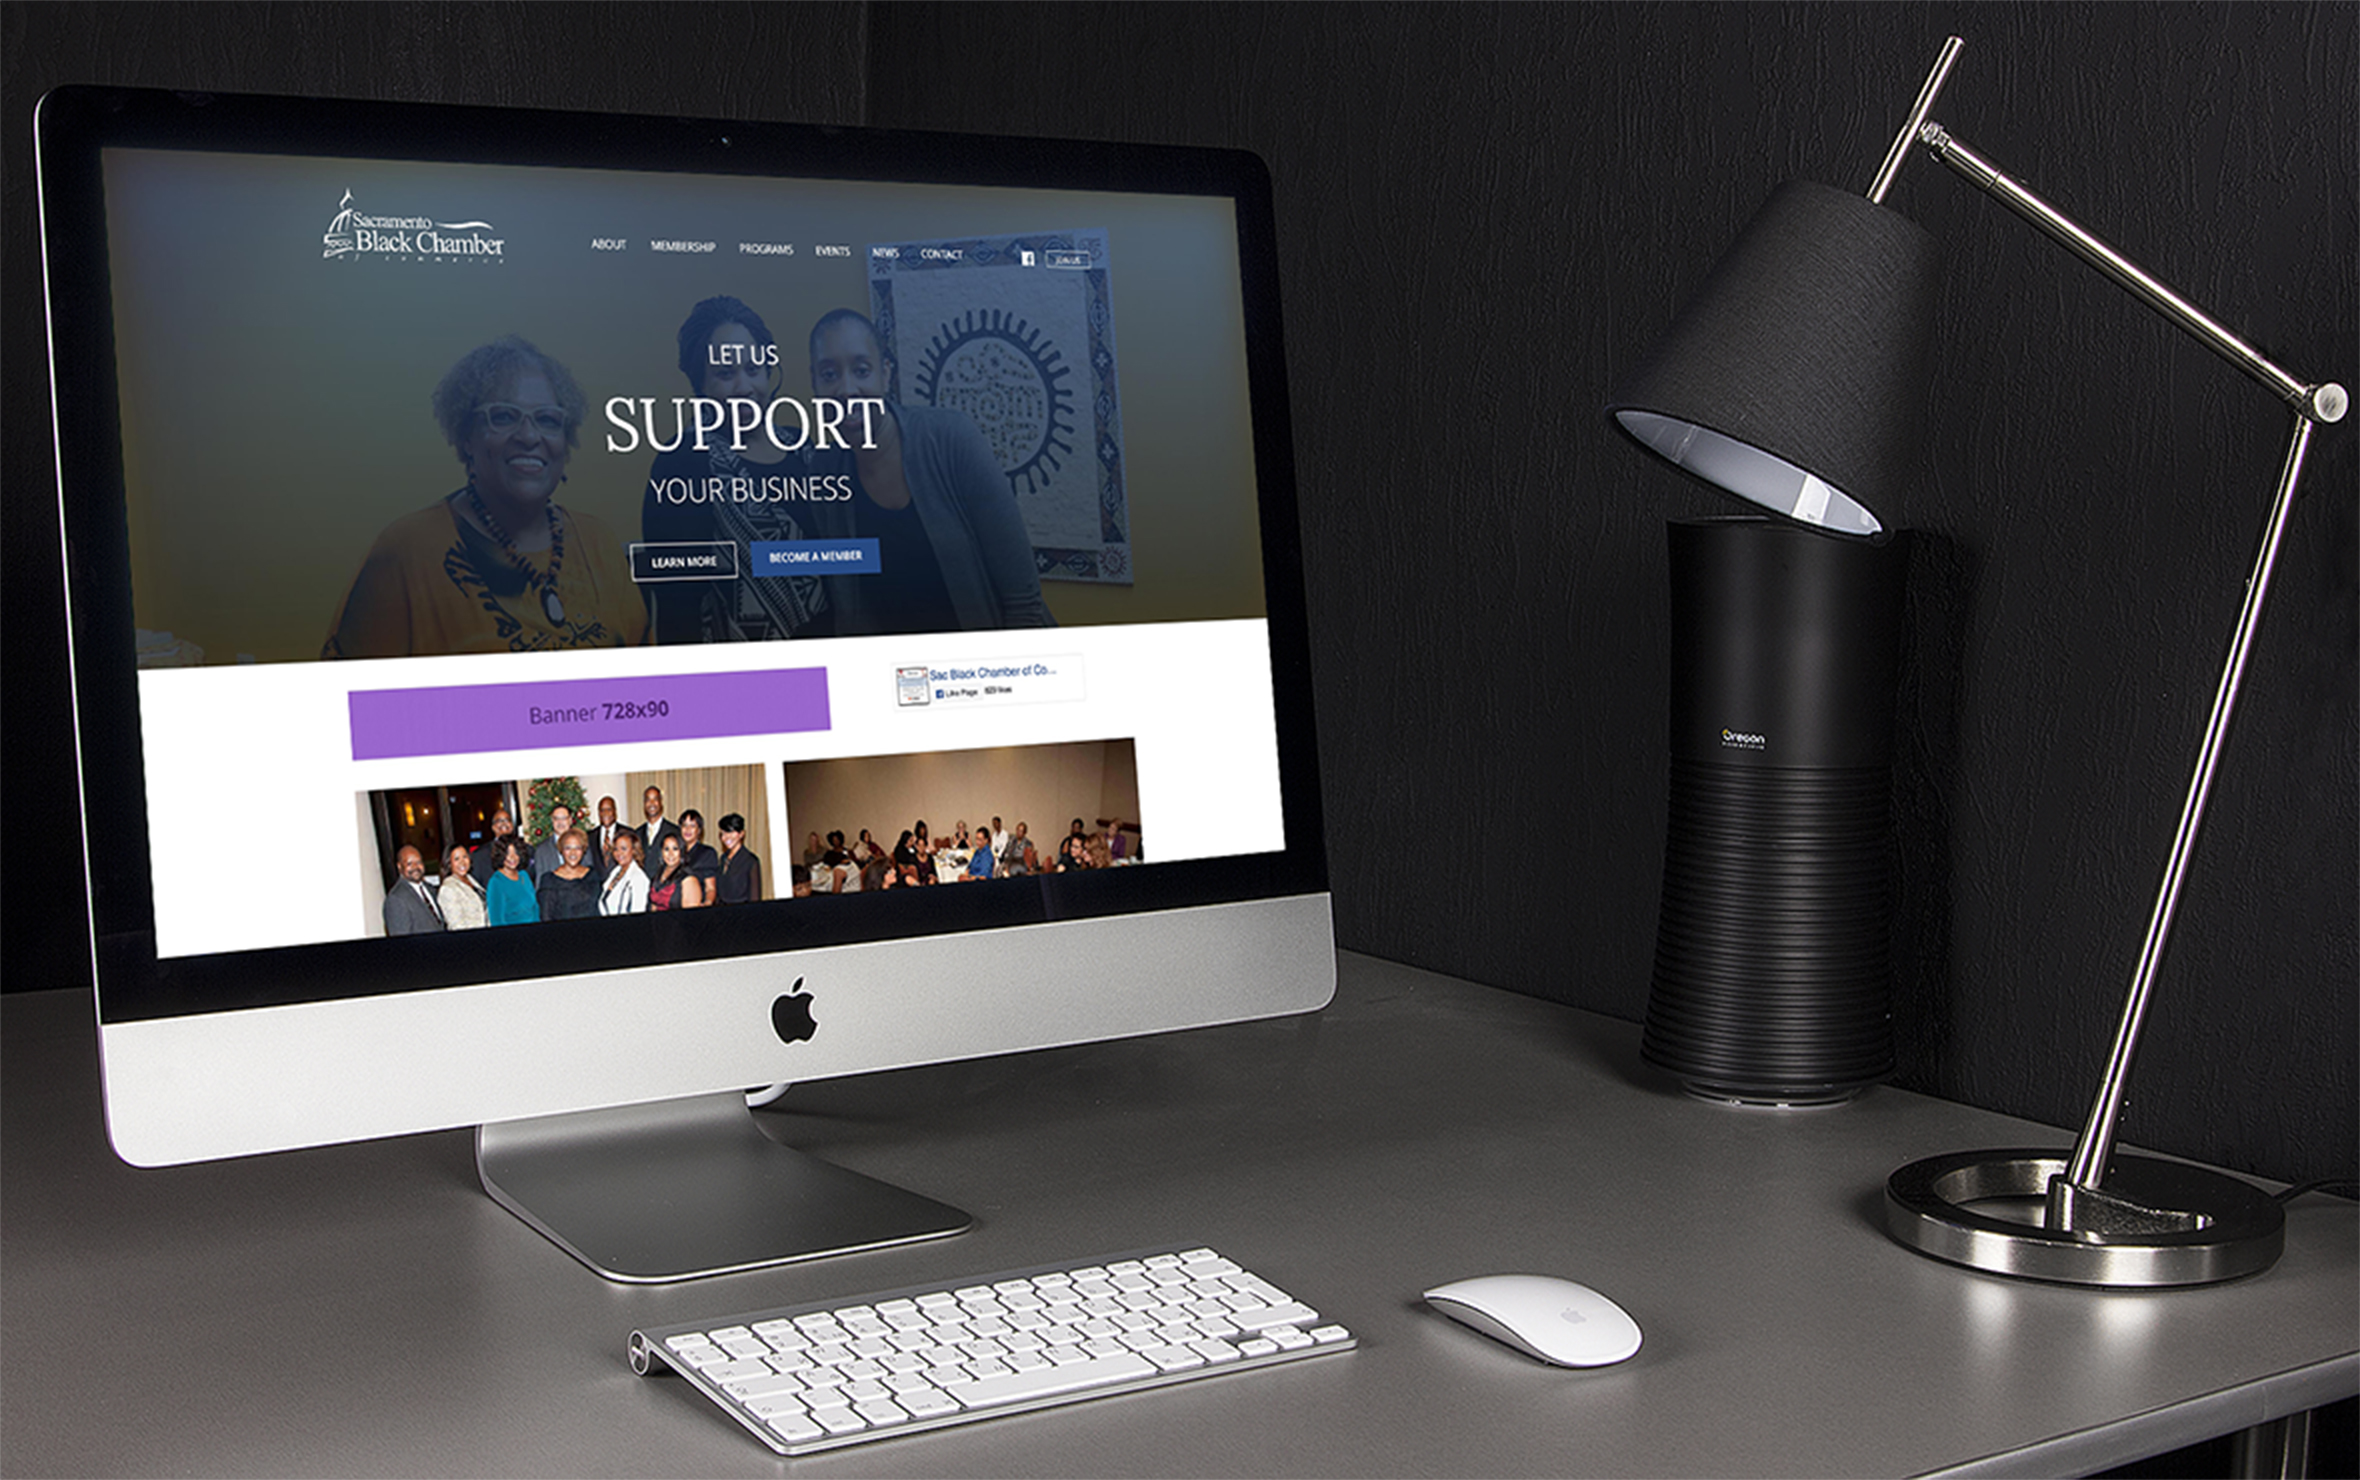 Sacramento
Black Chamber
of commerce
ABOUT MEMBERSHIP PROGRAMS EVENTS NEWS CONTACT
JOIN US
LET US
SUPPORT
YOUR BUSINESS
LEARN MORE
BECOME A MEMBER
Banner 728x90
Sac Black Chamber of Co...
Like Page
likes
Oregon